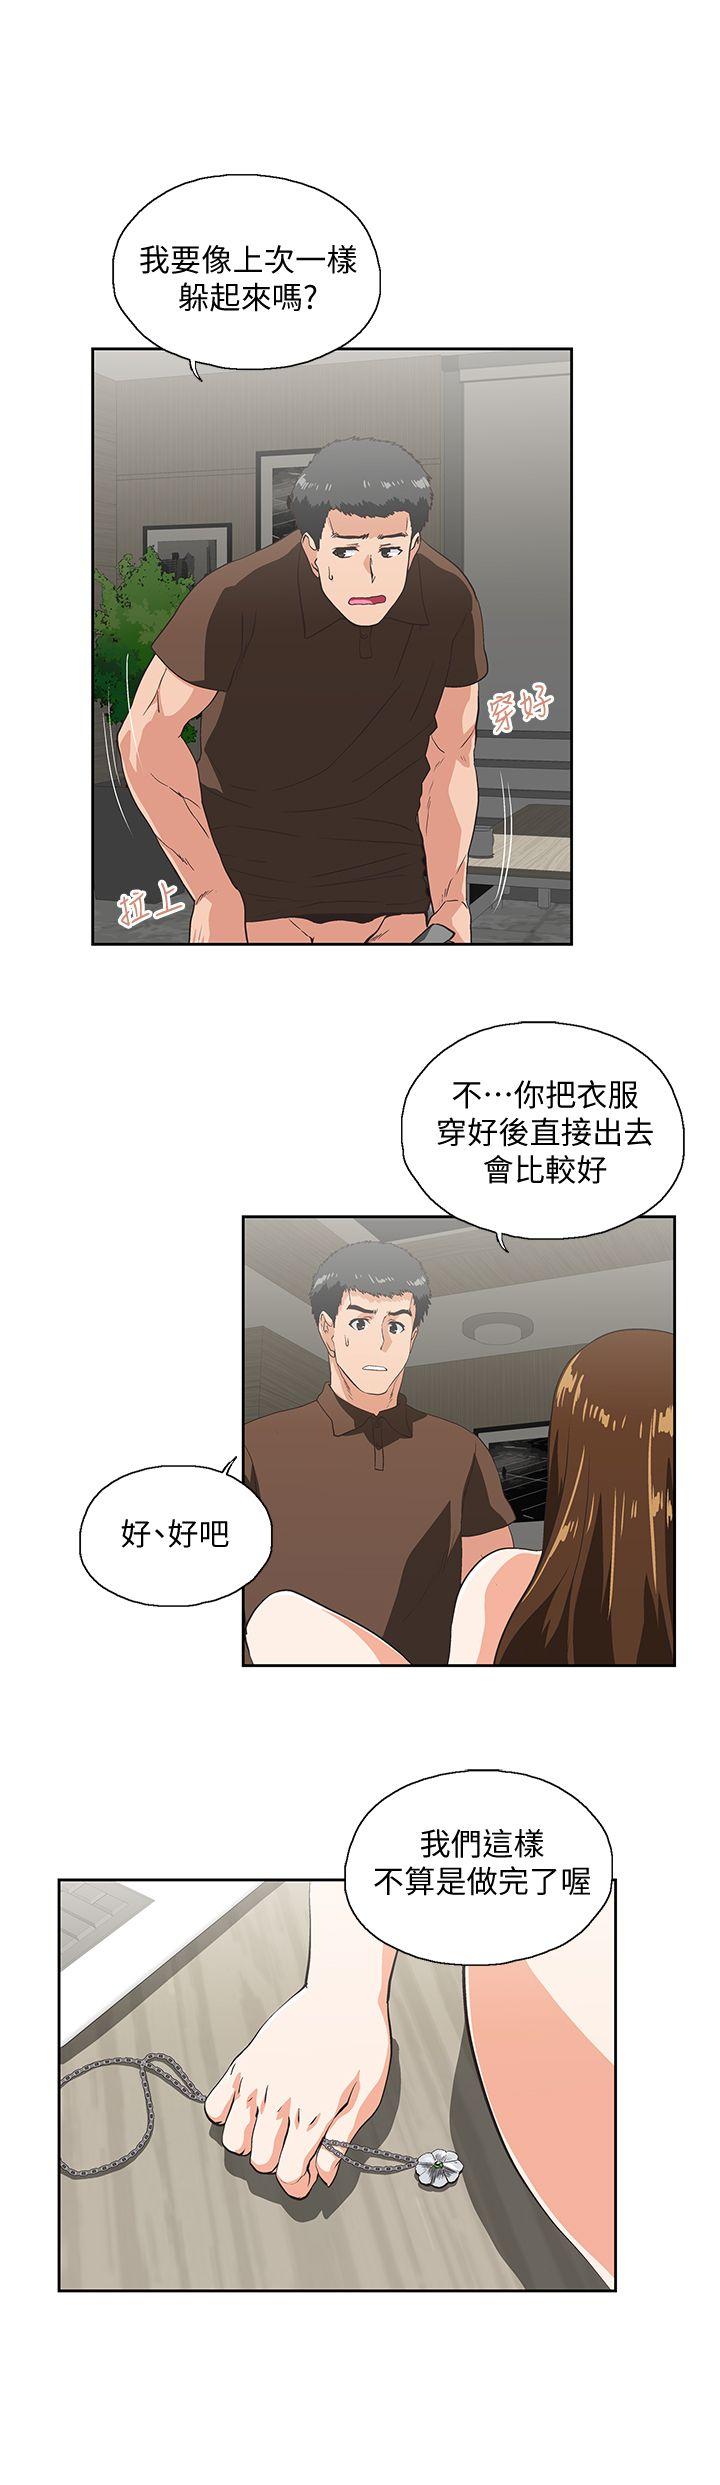 我要像上次一樣
躲起來嗎?
穿好
拉上
不⋯你把衣服
穿好後直接出去
會比較好
好、好吧
我們這樣
不算是做完了喔